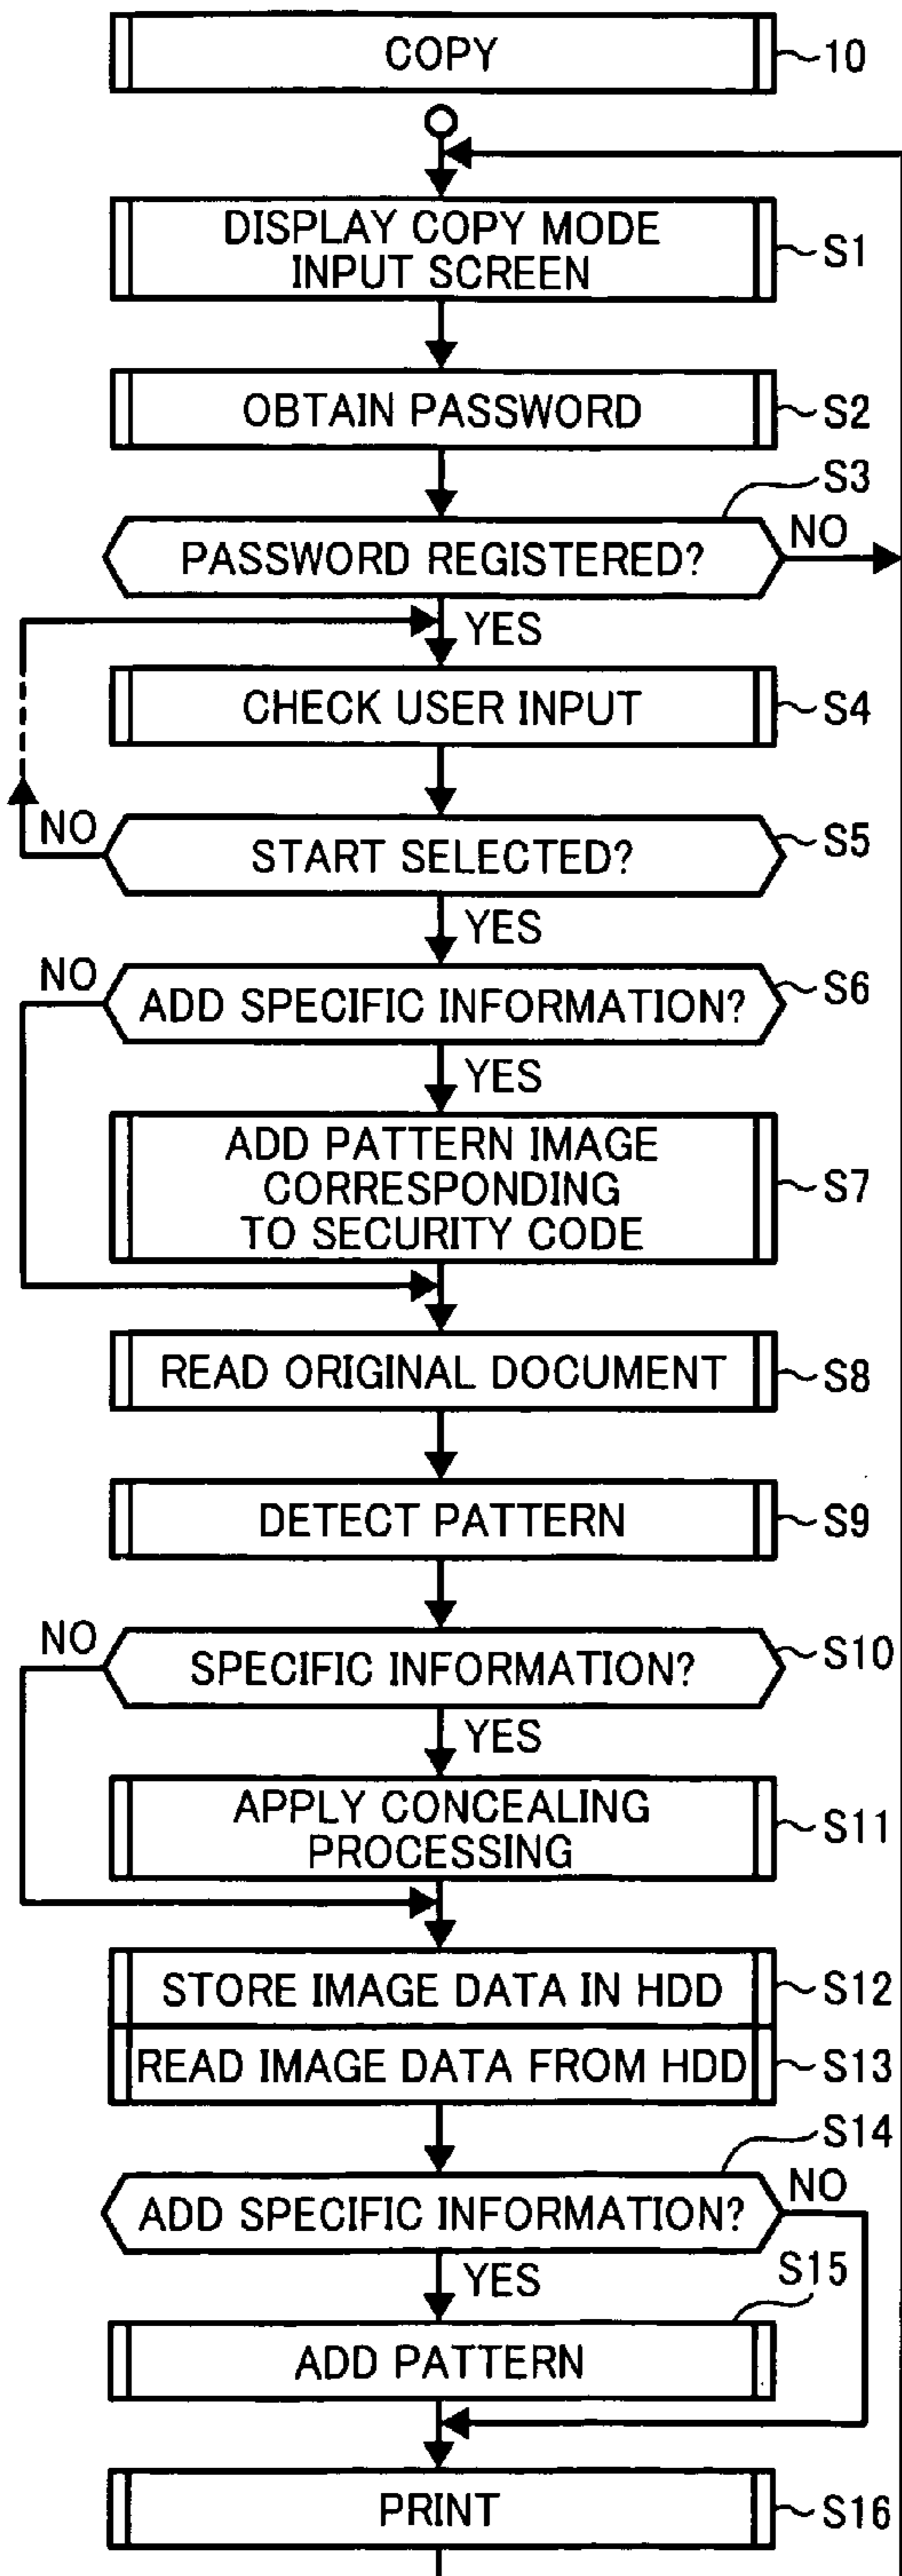 COPY
10
DISPLAY COPY MODE
INPUT SCREEN
S1
OBTAIN PASSWORD
S2
S3
PASSWORD REGISTERED?
NO
YES
CHECK USER INPUT
S4
NO
START SELECTED?
S5
YES
NO
ADD SPECIFIC INFORMATION?
S6
YES
ADD PATTERN IMAGE
CORRESPONDING
TO SECURITY CODE
S7
READ ORIGINAL DOCUMENT
S8
DETECT PATTERN
S9
NO
SPECIFIC INFORMATION?
S10
YES
APPLY CONCEALING
PROCESSING
S11
STORE IMAGE DATA IN HDD
S12
READ IMAGE DATA FROM HDD
S13
S14
ADD SPECIFIC INFORMATION?
NO
YES
S15
ADD PATTERN
PRINT
S16